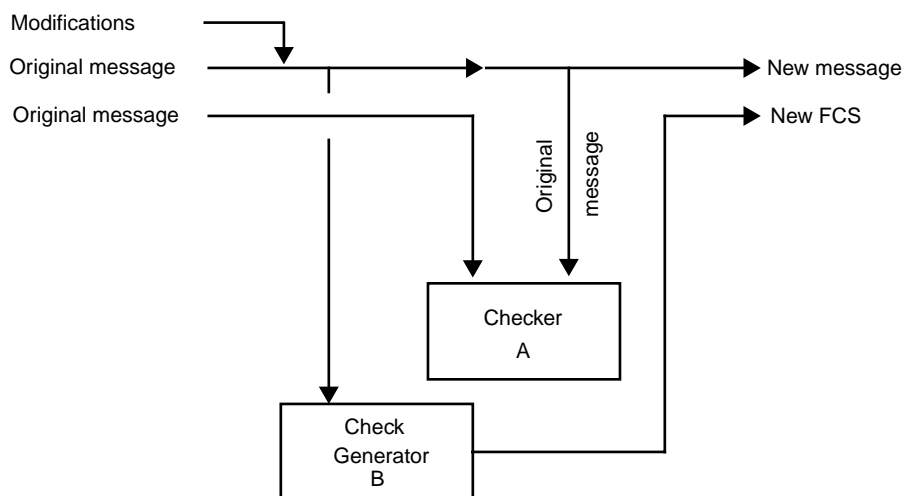 Modifications
Original message
New message
Original message
New FCS
Original
message
Checker
A
Check
Generator
B